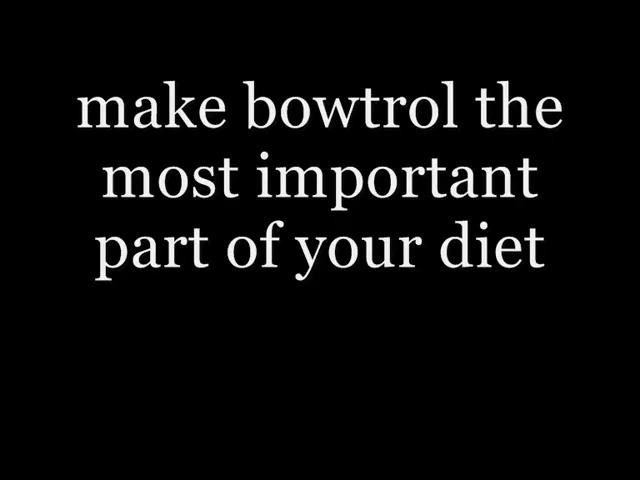 make bowtrol the
most important
part of your diet